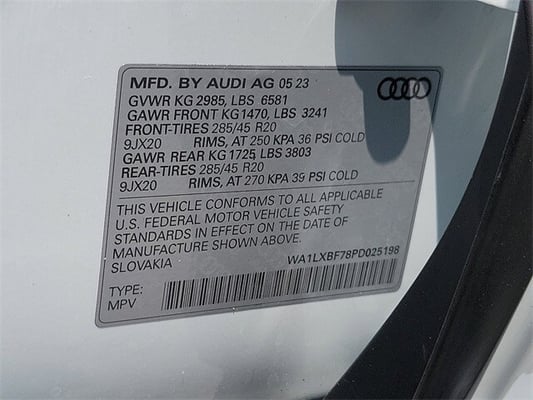 MFD. BY AUDI AG 05 23
GVWR KG 2985, LBS 6581
GAWR FRONT KG1470, LBS 3241
FRONT-TIRES 285/45 R20
9JX20 RIMS, AT 250 KPA 36 PSI COLD
GAWR REAR KG 1725 LBS 3803
REAR-TIRES 285/45 R20
9JX20 RIMS, AT 270 KPA 39 PSI COLD
THIS VEHICLE CONFORMS TO ALL APPLICABLE
U.S. FEDERAL MOTOR VEHICLE SAFETY
STANDARDS IN EFFECT ON THE DATE OF
MANUFACTURE SHOWN ABOVE.
SLOVAKIA WA1LXBF78PD025198
TYPE:
MPV